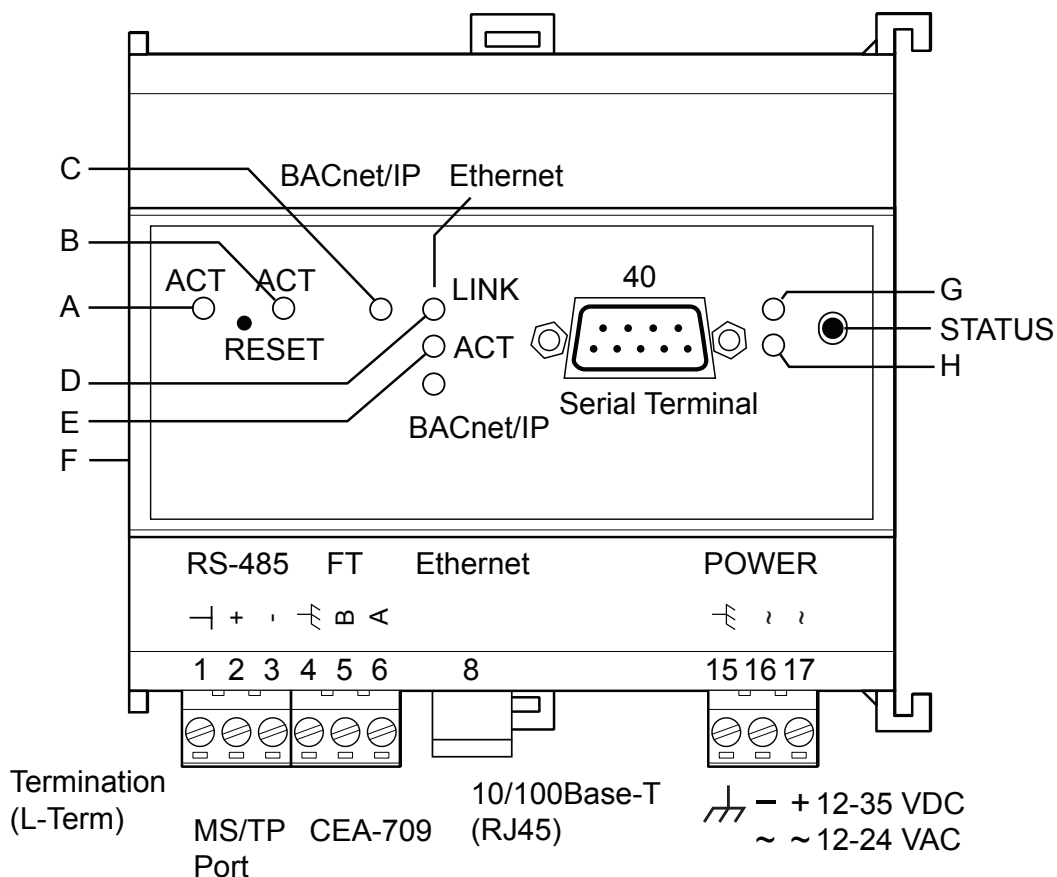 C
BACnet/IP Ethernet
B
ACT ACT
LINK
40
A
G
RESET
ACT
STATUS
D
H
E
Serial Terminal
BACnet/IP
F
RS-485 FT Ethernet POWER
+ - B A ~ ~
1 2 3 4 5 6 8 15 16 17
Termination
(L-Term)
MS/TP
Port
CEA-709
10/100Base-T
(RJ45)
− + 12-35 VDC
~ ~ 12-24 VAC